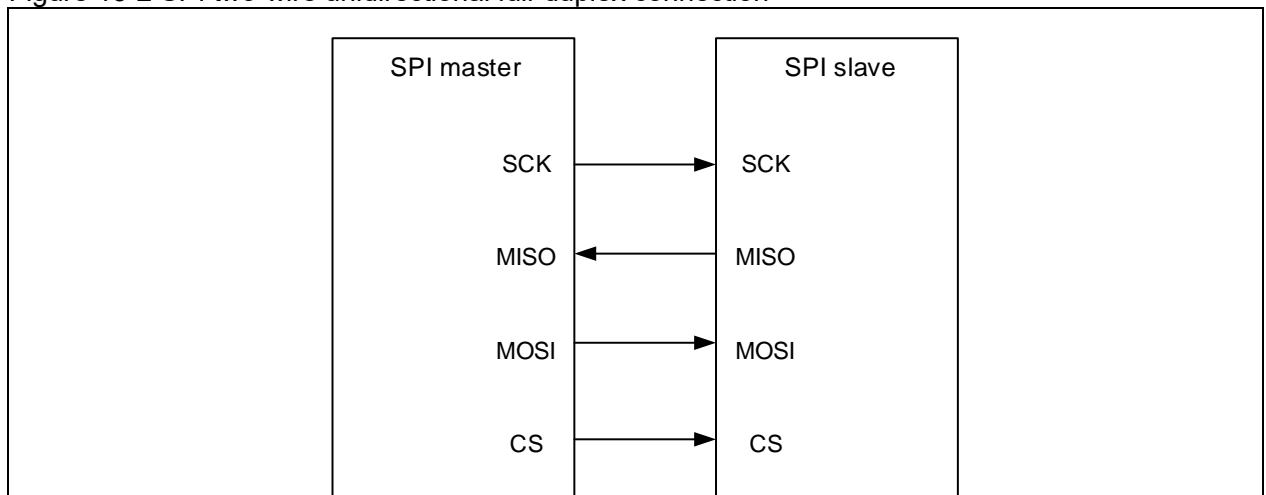 SPI master SPI slave
SCK SCK
MISO MISO
MOSI MOSI
CS CS